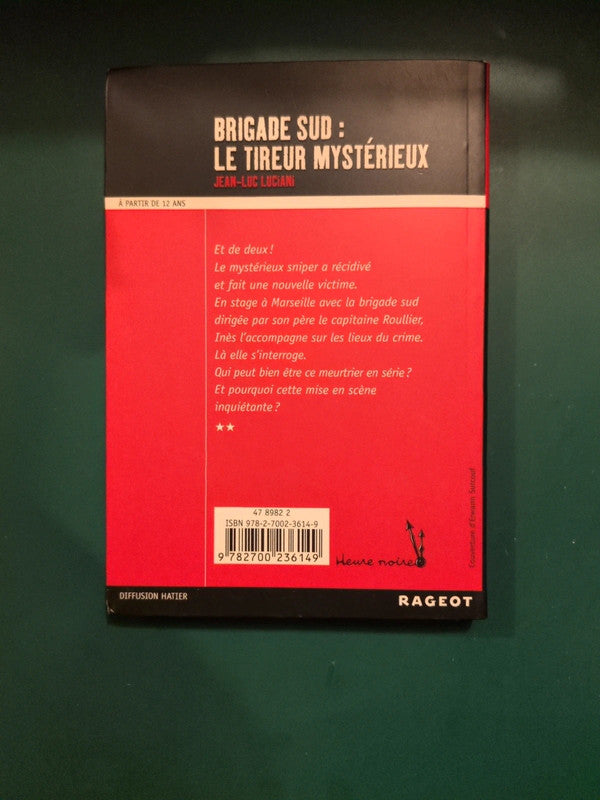 BRIGADE SUD :
LE TIREUR MYSTÉRIEUX
JEAN-LUC LUCIANI
À PARTIR DE 12 ANS
Et de deux !
Le mystérieux sniper a récidivé
et fait une nouvelle victime.
En stage à Marseille avec la brigade sud
dirigée par son père le capitaine Roullier,
Inès l'accompagne sur les lieux du crime.
Là elle s'interroge.
Qui peut bien être ce meurtrier en série ?
Et pourquoi cette mise en scène
inquiétante ?
★★
47 8982 2
ISBN 978-2-7002-3614-9
9 782700 236149
Heure noire
Couverture d'Erwann Surcouf
DIFFUSION HATIER
RAGEOT